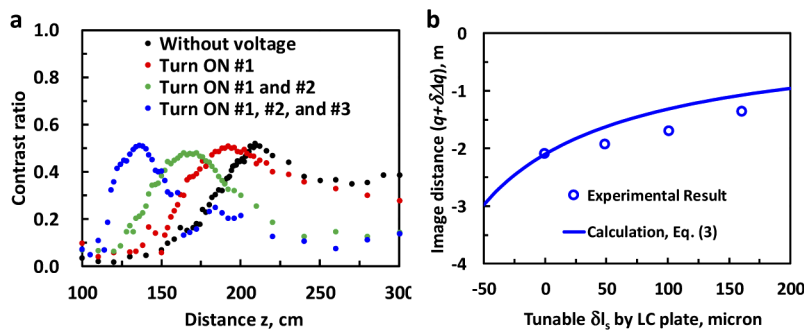 a
Contrast ratio
1.0
0.8
0.6
0.4
0.2
0.0
Without voltage
Turn ON #1
Turn ON #1 and #2
Turn ON #1, #2, and #3
100
150
200
250
300
Distance z, cm
b
Image distance (q+δΔq), m
0
-1
-2
-3
-4
Experimental Result
Calculation, Eq. (3)
-50
0
50
100
150
200
Tunable δls by LC plate, micron